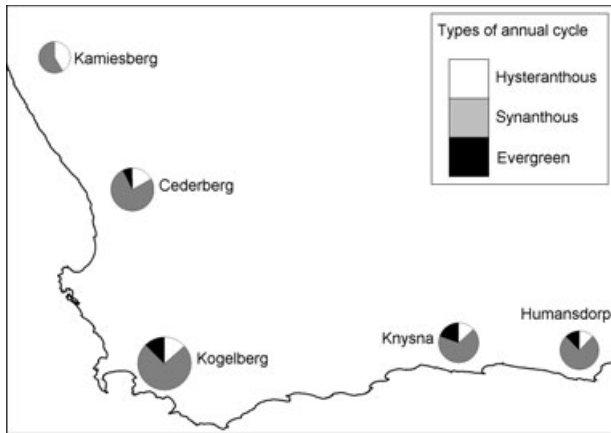 Types of annual cycle
Hysteranthous
Synanthous
Evergreen
Kamiesberg
Cederberg
Kogelberg
Knysna
Humansdorp